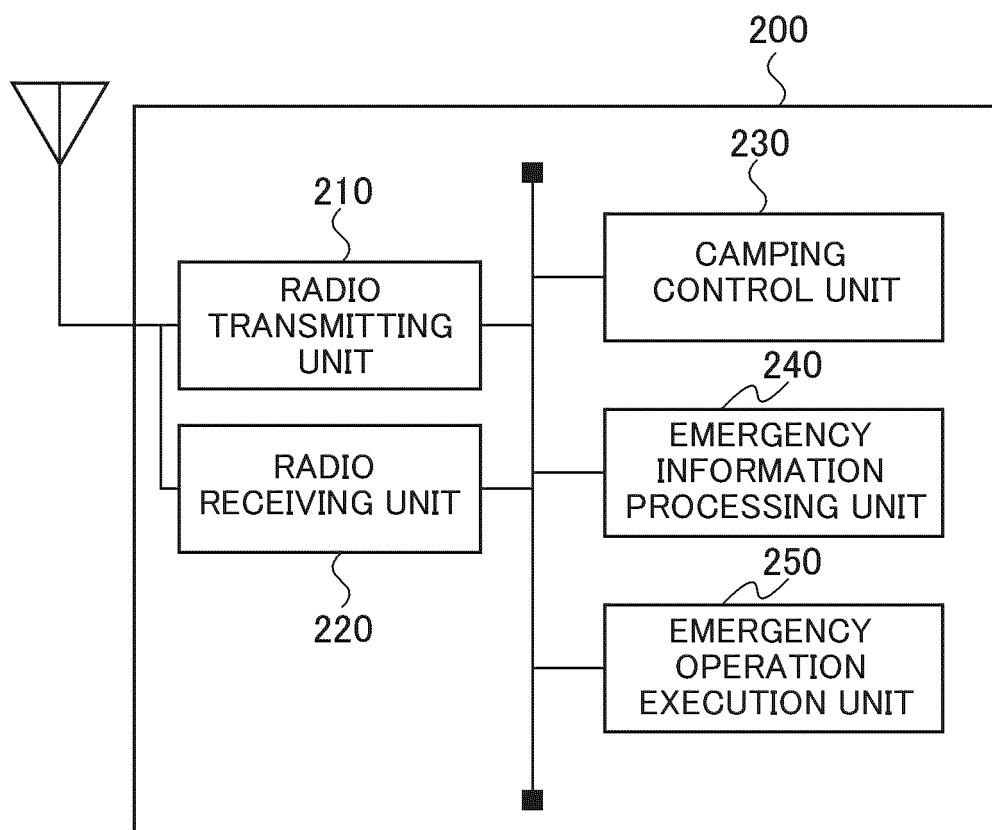 200
230
CAMPING
CONTROL UNIT
210
RADIO
TRANSMITTING
UNIT
240
EMERGENCY
INFORMATION
PROCESSING UNIT
RADIO
RECEIVING UNIT
220
250
EMERGENCY
OPERATION
EXECUTION UNIT